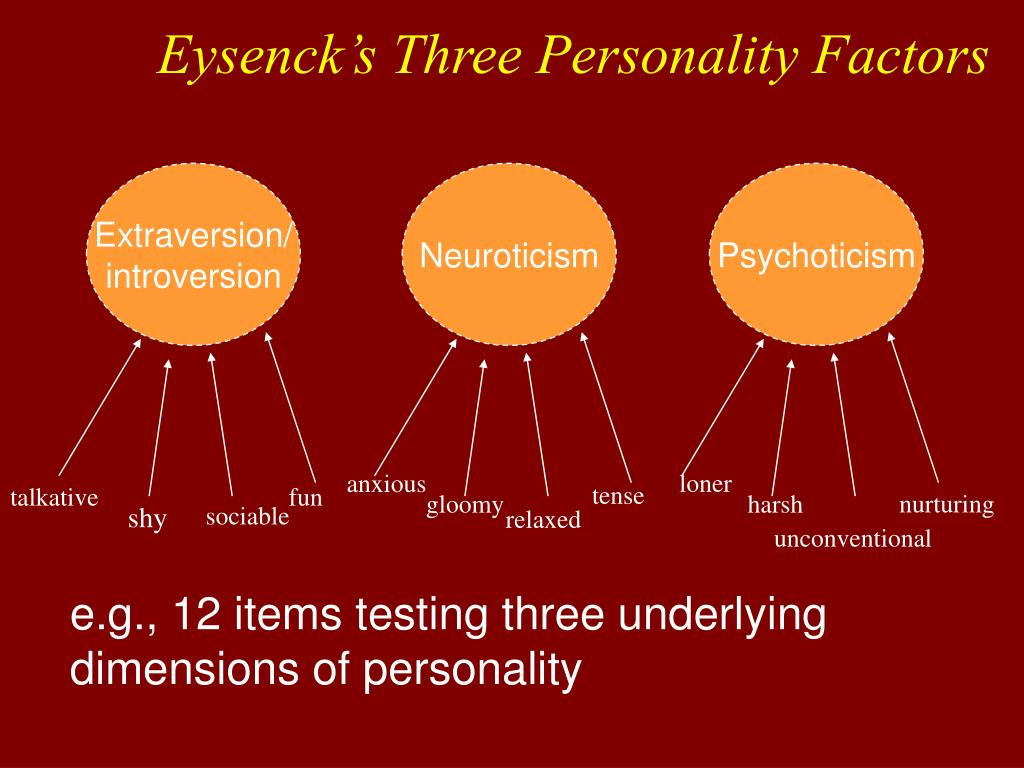 Eysenck’s Three Personality Factors
Extraversion/
introversion
Neuroticism
Psychoticism
talkative
shy
sociable
fun
anxious
gloomy
relaxed
tense
loner
harsh
unconventional
nurturing
e.g., 12 items testing three underlying
dimensions of personality